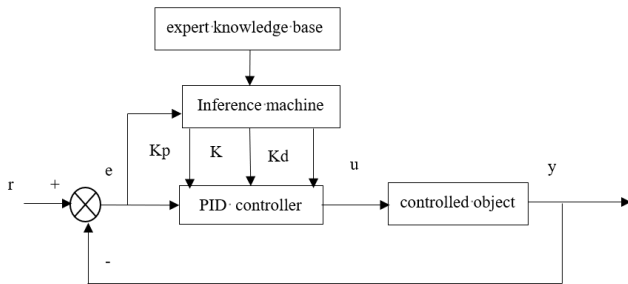 expert knowledge base
Inference machine
Kp K Kd
e u y
r +
PID controller
controlled object
-